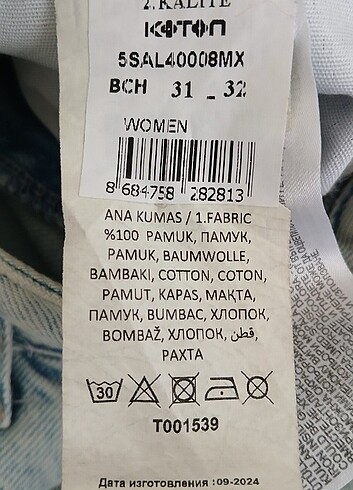 2.KALİTE
KOTON
5SAL40008MX
BCH 31 - 32
WOMEN
8 684758 282813
ANA KUMAS / 1.FABRIC
%100 PAMUK, ПАМУК,
PAMUK, BAUMWOLLE,
BAMBAKI, COTTON, COTON,
PAMUT, KAPAS, МАҚТА,
ПАМУК, BUMBAC, ХЛОПОК,
BOMBAŽ, ХЛОПОК, قطن,
PAXTA
30
T001539
Дата изготовления :09-2024